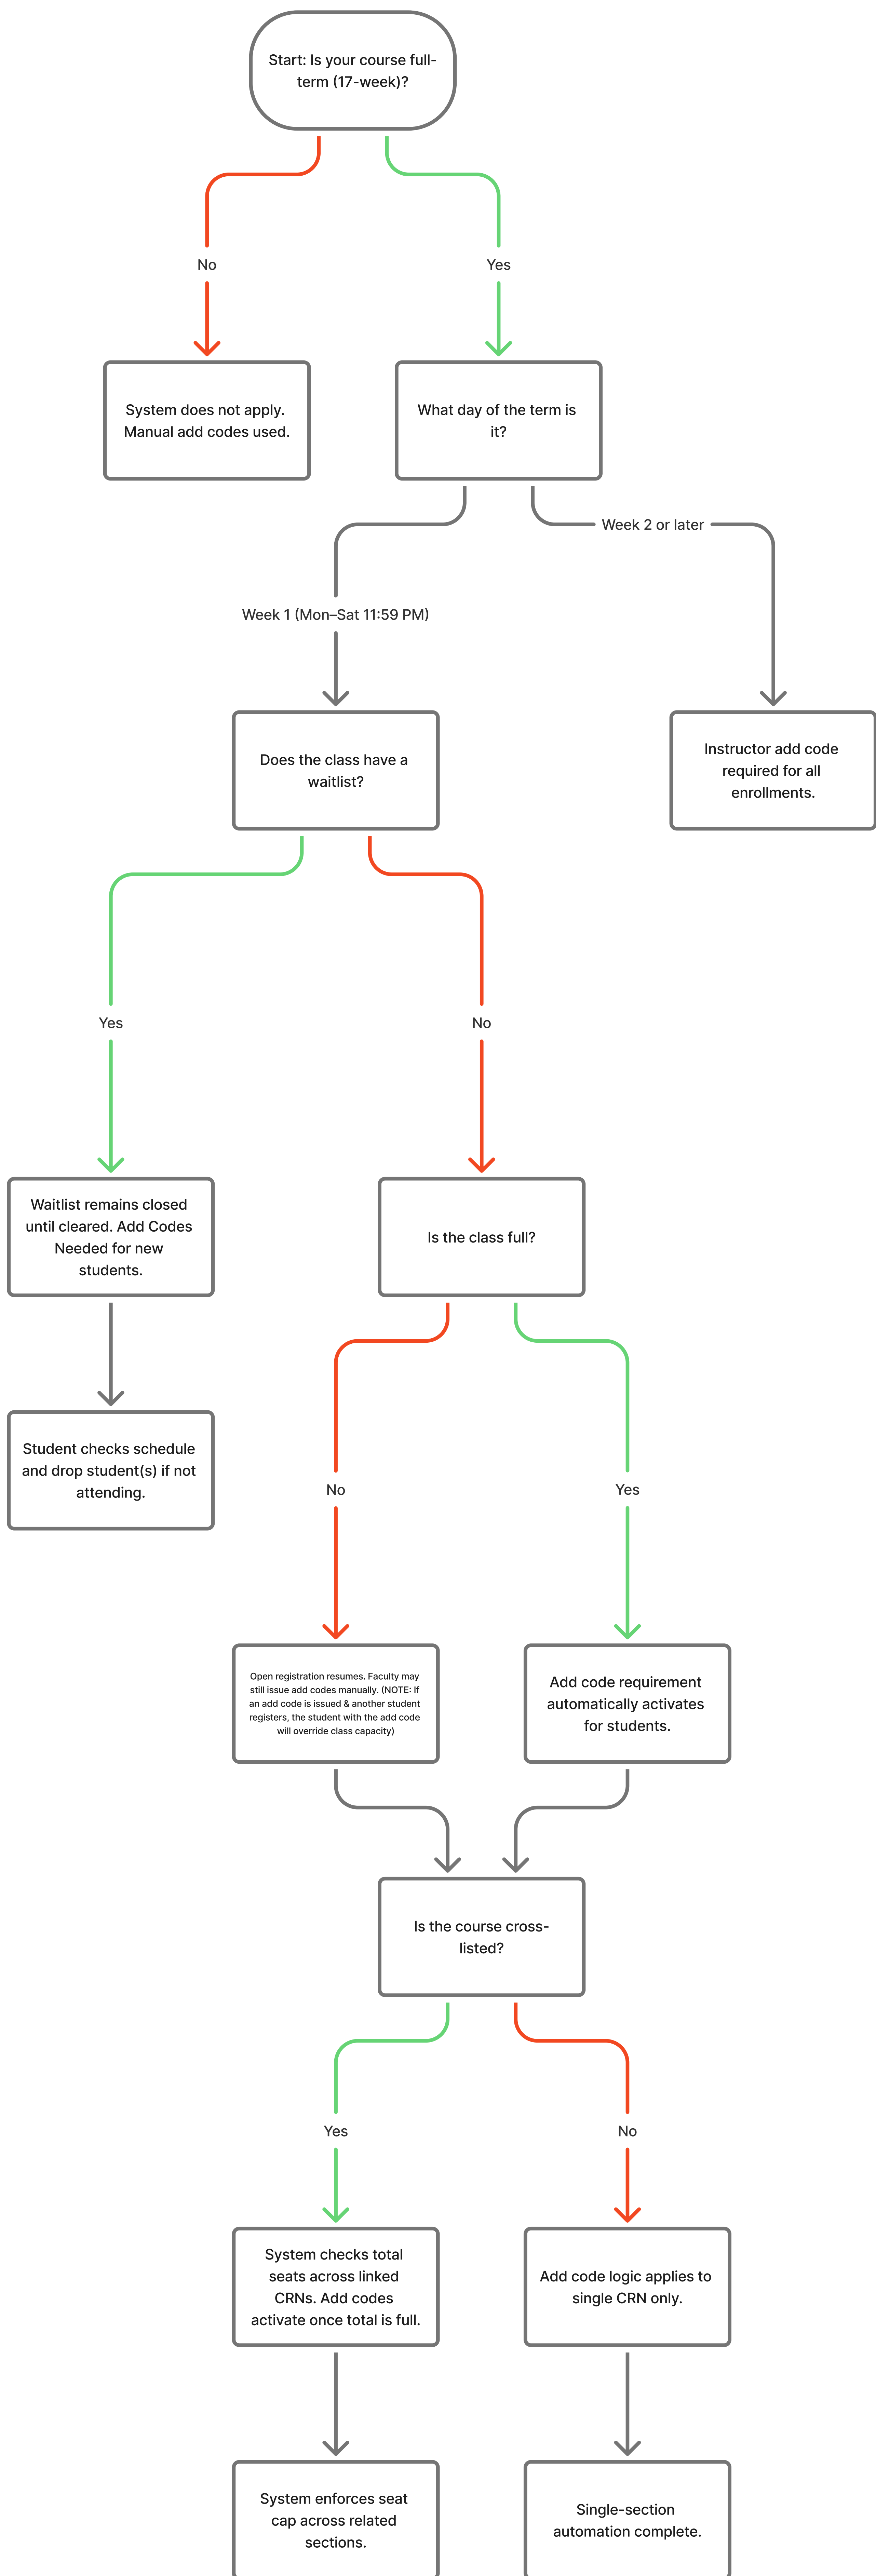 Start: Is your course full-
term (17-week)?
No
Yes
System does not apply.
Manual add codes used.
What day of the term is
it?
Week 2 or later
Week 1 (Mon–Sat 11:59 PM)
Does the class have a
waitlist?
Instructor add code
required for all
enrollments.
Yes
No
Waitlist remains closed
until cleared. Add Codes
Needed for new
students.
Is the class full?
Student checks schedule
and drop student(s) if not
attending.
No
Yes
Open registration resumes. Faculty may
still issue add codes manually. (NOTE: If
an add code is issued & another student
registers, the student with the add code
will override class capacity)
Add code requirement
automatically activates
for students.
Is the course cross-
listed?
Yes
No
System checks total
seats across linked
CRNs. Add codes
activate once total is full.
Add code logic applies to
single CRN only.
System enforces seat
cap across related
sections.
Single-section
automation complete.